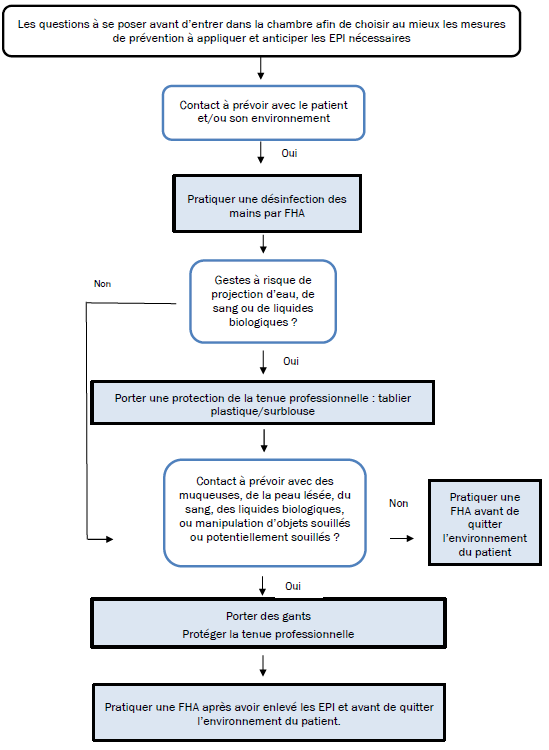 Les questions à se poser avant d'entrer dans la chambre afin de choisir au mieux les mesures
de prévention à appliquer et anticiper les EPI nécessaires
Contact à prévoir avec le patient
et/ou son environnement
Oui
Pratiquer une désinfection des
mains par FHA
Gestes à risque de
projection d'eau, de
sang ou de liquides
biologiques ?
Non
Oui
Porter une protection de la tenue professionnelle : tablier
plastique/surblouse
Contact à prévoir avec des
muqueuses, de la peau lésée, du
sang, des liquides biologiques,
ou manipulation d'objets souillés
ou potentiellement souillés ?
Non
Pratiquer une
FHA avant de
quitter
l'environnement
du patient
Oui
Porter des gants
Protéger la tenue professionnelle
Pratiquer une FHA après avoir enlevé les EPI et avant de quitter
l'environnement du patient.